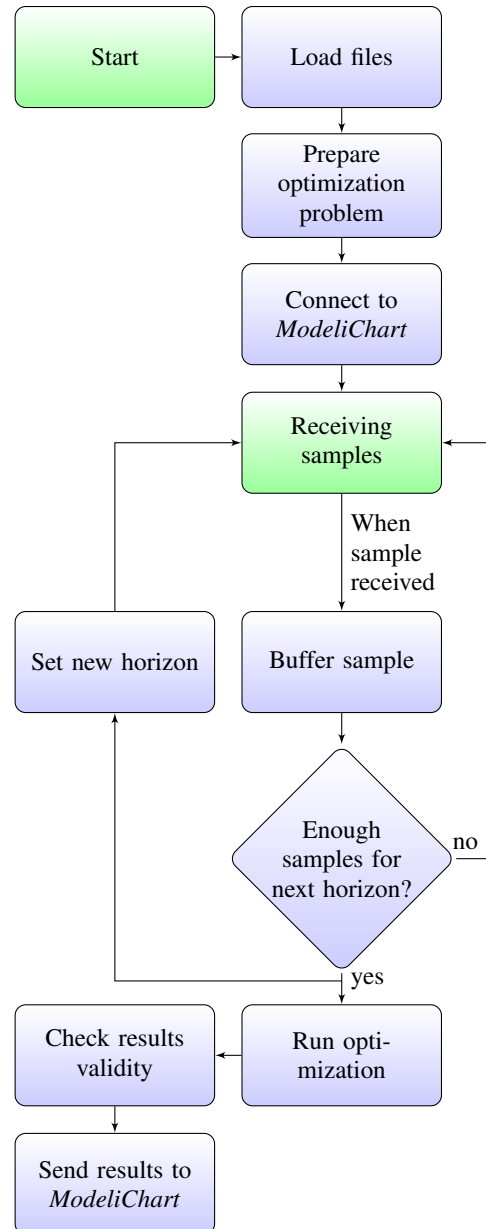 Start
Load files
Prepare
optimization
problem
Connect to
ModeliChart
Receiving
samples
When
sample
received
Set new horizon
Buffer sample
Enough
samples for
next horizon?
no
yes
Check results
validity
Run opti-
mization
Send results to
ModeliChart